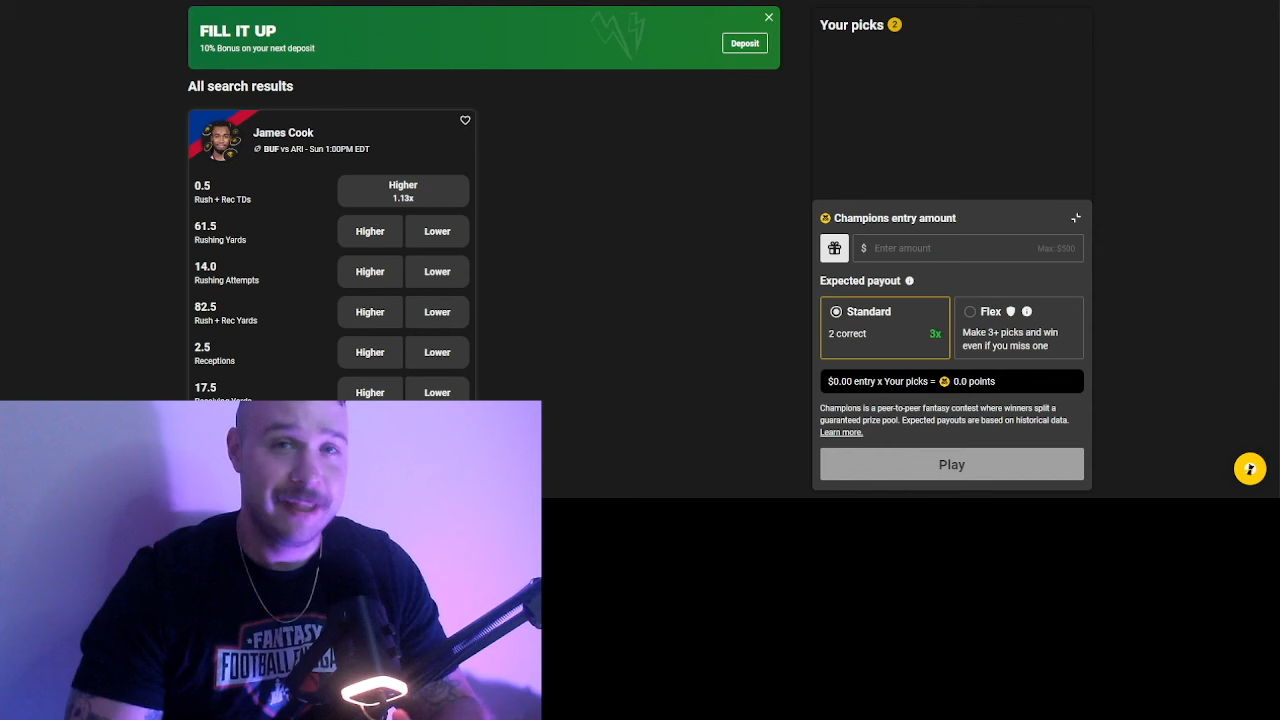 FILL IT UP
10% Bonus on your next deposit
Deposit
All search results
James Cook
BUF vs ARI - Sun 1:00PM EDT
0.5
Rush + Rec TDs
Higher
1.13x
61.5
Rushing Yards
Higher
Lower
14.0
Rushing Attempts
Higher
Lower
82.5
Rush + Rec Yards
Higher
Lower
2.5
Receptions
Higher
Lower
17.5
Higher
Lower
Your picks 2
Champions entry amount
$ Enter amount
Max: $500
Expected payout
Standard
2 correct 3x
Flex
Make 3+ picks and win
even if you miss one
$0.00 entry x Your picks = 0.0 points
Champions is a peer-to-peer fantasy contest where winners split a
guaranteed prize pool. Expected payouts are based on historical data.
Learn more.
Play
FANTASY
FOOTBALL